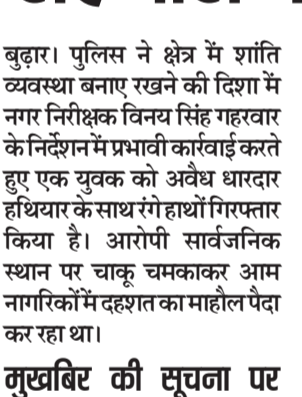 बुढ़ार। पुलिस ने क्षेत्र में शांति
व्यवस्था बनाए रखने की दिशा में
नगर निरीक्षक विनय सिंह गहरवार
के निर्देशन में प्रभावी कार्रवाई करते
हुए एक युवक को अवैध धारदार
हथियार के साथ रंगे हाथों गिरफ्तार
किया है। आरोपी सार्वजनिक
स्थान पर चाकू चमकाकर आम
नागरिकों में दहशत का माहौल पैदा
कर रहा था।
मुखबिर की सूचना पर